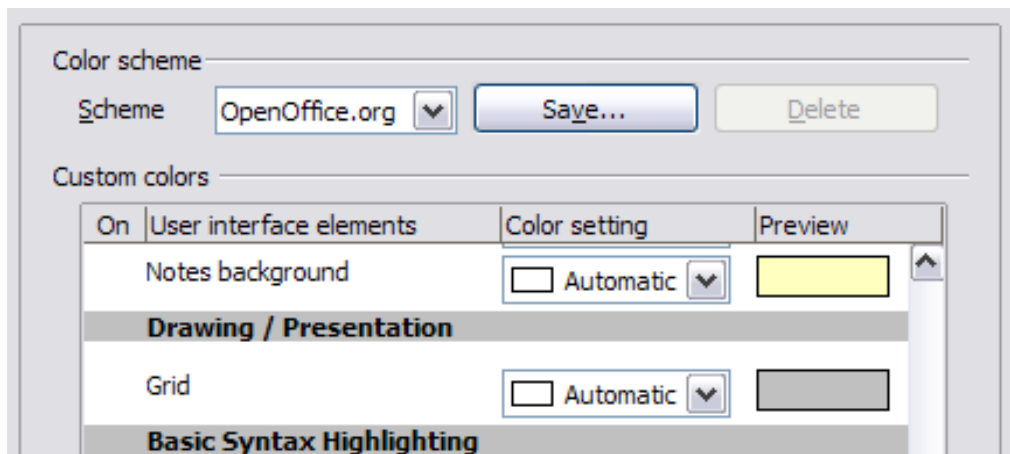 Color scheme
Scheme OpenOffice.org Save... Delete
Custom colors
On User interface elements Color setting Preview
Notes background Automatic
Drawing / Presentation
Grid Automatic
Basic Syntax Highlighting